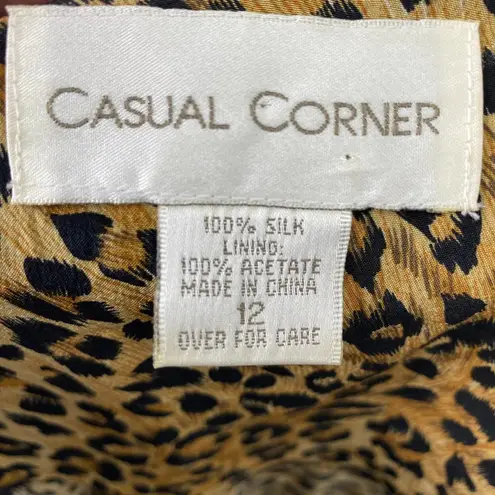 CASUAL CORNER
100% SILK
LINING:
100% ACETATE
MADE IN CHINA
12
OVER FOR CARE